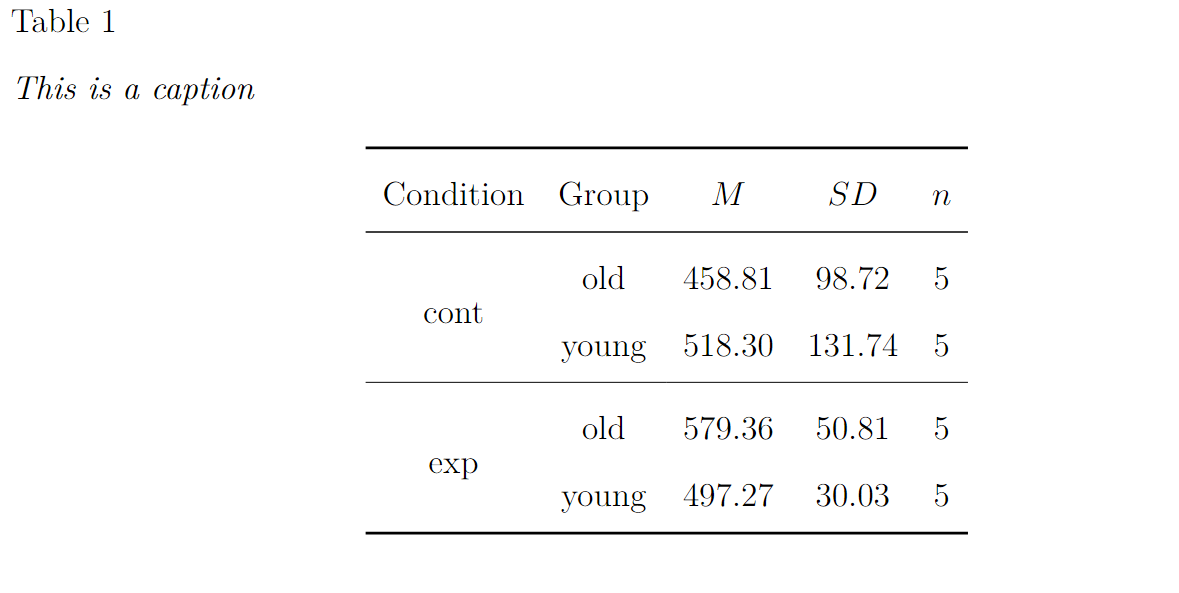 Table 1
This is a caption
Condition Group M SD n
old 458.81 98.72 5
cont
young 518.30 131.74 5
old 579.36 50.81 5
exp
young 497.27 30.03 5